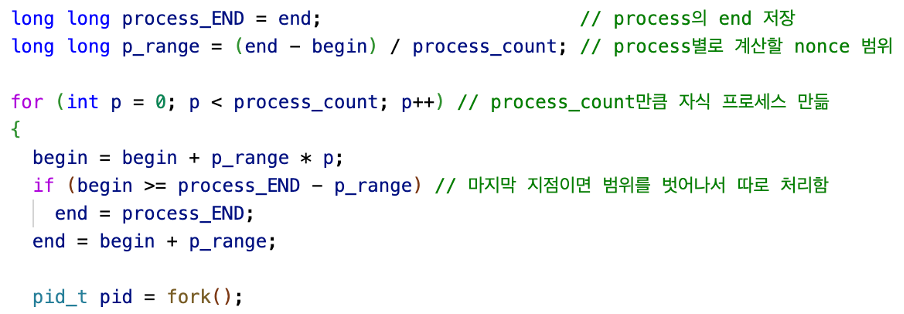 long long process_END = end;                       // process의 end 저장
long long p_range = (end - begin) / process_count; // process별로 계산할 nonce 범위

for (int p = 0; p < process_count; p++) // process_count만큼 자식 프로세스 만듦
{
  begin = begin + p_range * p;
  if (begin >= process_END - p_range) // 마지막 지점이면 범위를 벗어나서 따로 처리함
    end = process_END;
  end = begin + p_range;

  pid_t pid = fork();